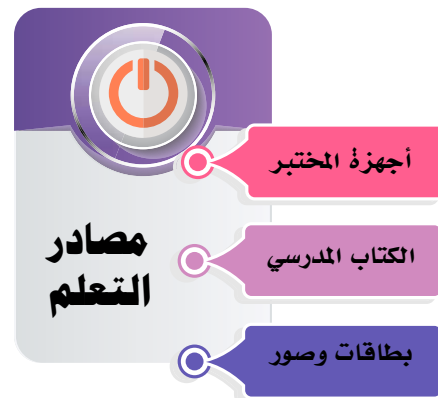 مصادر
التعلم
أجهزة المختبر
الكتاب المدرسي
بطاقات وصور